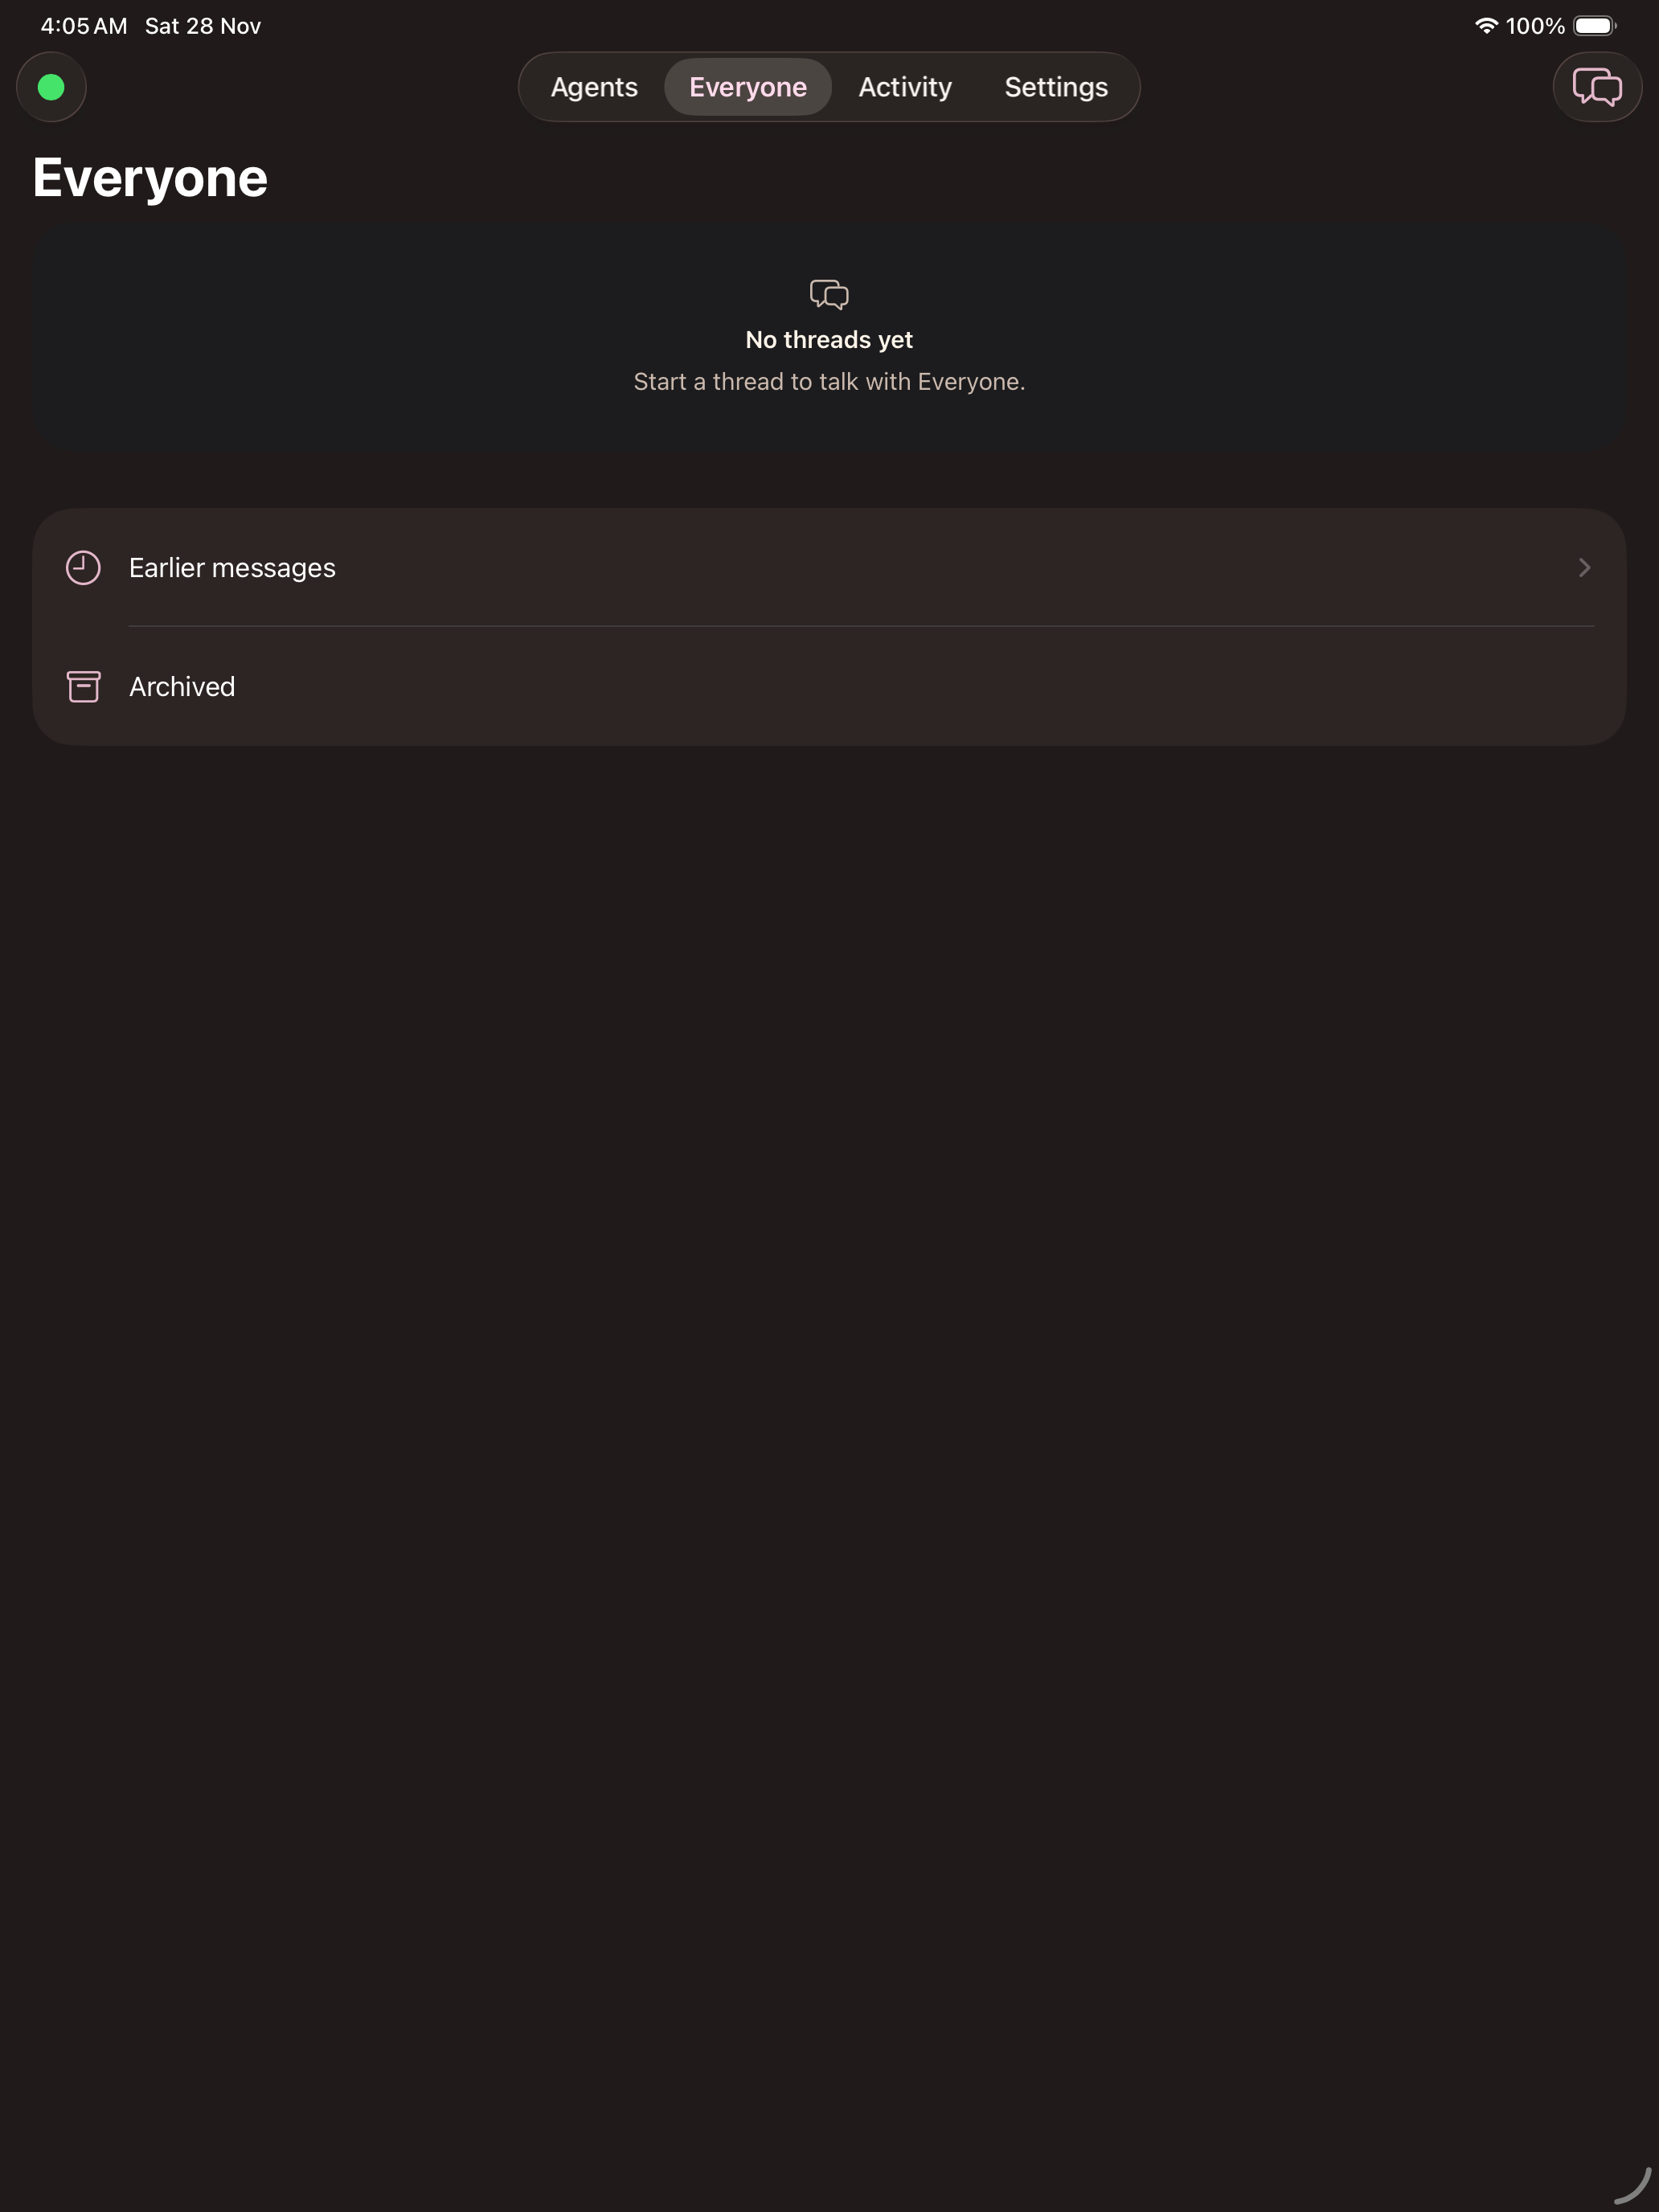 4:05 AM Sat 28 Nov
100%
Agents Everyone Activity Settings
Everyone
No threads yet
Start a thread to talk with Everyone.
Earlier messages
Archived